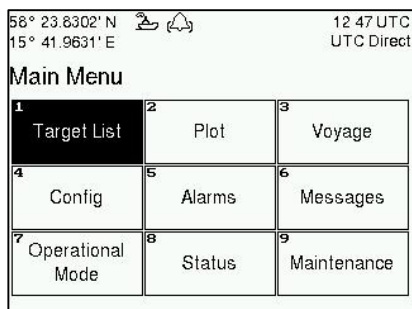 58° 23.8302' N
12 47 UTC
15° 41.9631' E
UTC Direct
Main Menu
1
Target List
2
Plot
3
Voyage
4
Config
5
Alarms
6
Messages
7
Operational
Mode
8
Status
9
Maintenance